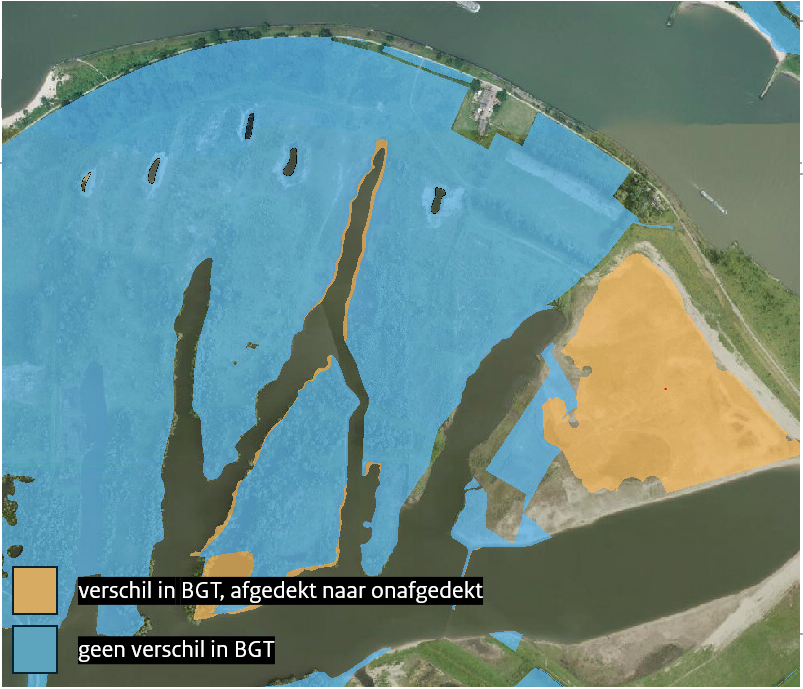 verschil in BGT, afgedekt naar onafgedekt
geen verschil in BGT